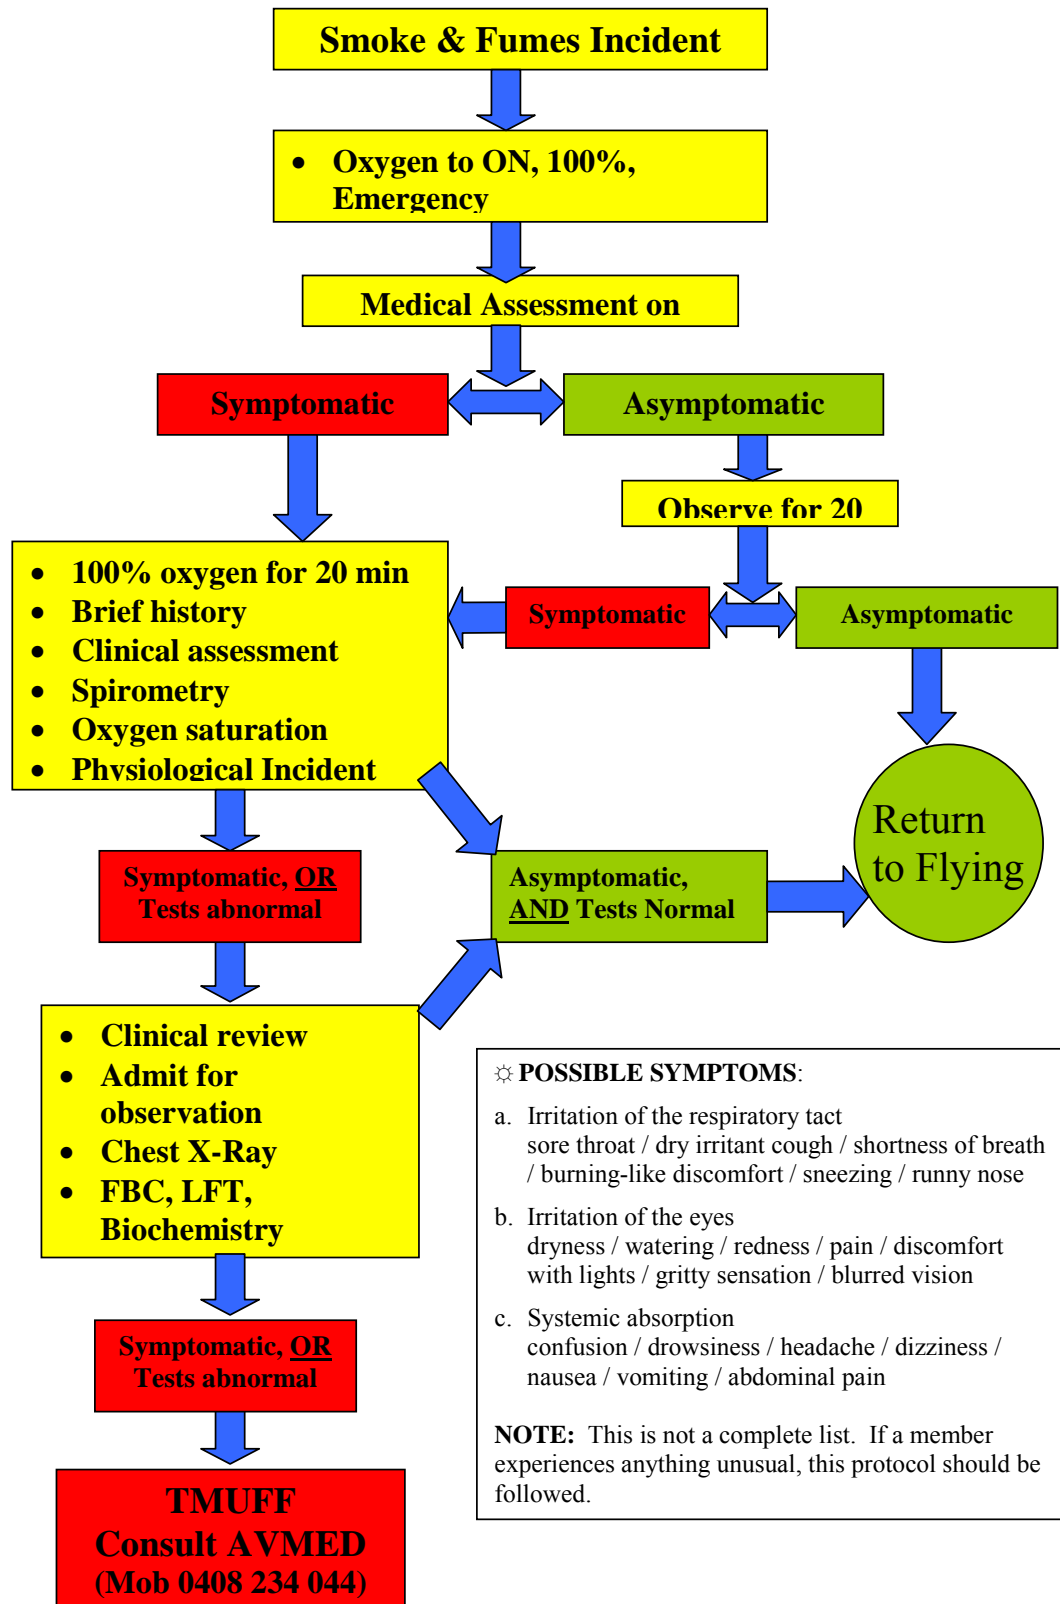 Smoke & Fumes Incident
• Oxygen to ON, 100%,
Emergency
Medical Assessment on
Symptomatic
Asymptomatic
Observe for 20
• 100% oxygen for 20 min
• Brief history
• Clinical assessment
• Spirometry
• Oxygen saturation
• Physiological Incident
Symptomatic
Asymptomatic
Return
to Flying
Symptomatic, OR
Tests abnormal
Asymptomatic,
AND Tests Normal
• Clinical review
• Admit for
observation
• Chest X-Ray
• FBC, LFT,
Biochemistry
Symptomatic, OR
Tests abnormal
TMUFF
Consult AVMED
(Mob 0408 234 044)
☼ POSSIBLE SYMPTOMS:
a. Irritation of the respiratory tact
sore throat / dry irritant cough / shortness of breath
/ burning-like discomfort / sneezing / runny nose
b. Irritation of the eyes
dryness / watering / redness / pain / discomfort
with lights / gritty sensation / blurred vision
c. Systemic absorption
confusion / drowsiness / headache / dizziness /
nausea / vomiting / abdominal pain
NOTE: This is not a complete list. If a member
experiences anything unusual, this protocol should be
followed.